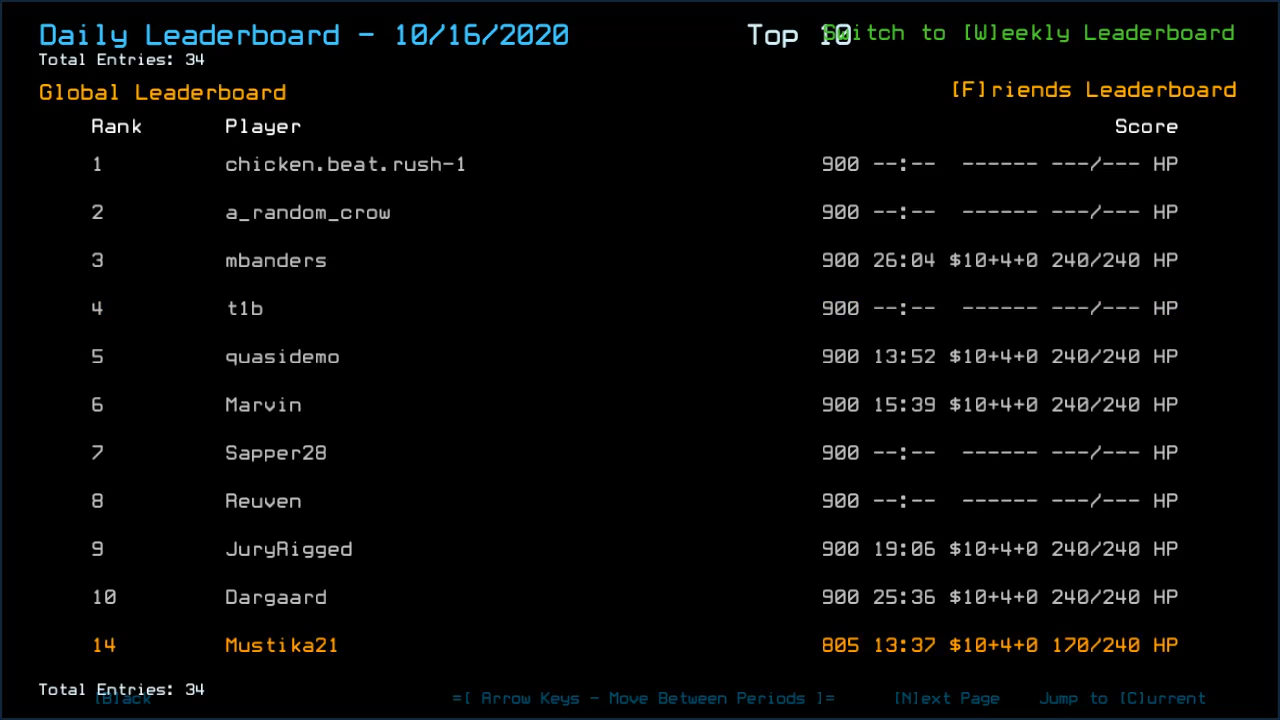 Daily Leaderboard - 10/16/2020 Top 10 Switch to [W]eekly Leaderboard
Total Entries: 34
Global Leaderboard [F]riends Leaderboard
Rank Player Score
1 chicken.beat.rush-1 900 --:-- ------ ---/--- HP
2 a_random_crow 900 --:-- ------ ---/--- HP
3 mbanders 900 26:04 $10+4+0 240/240 HP
4 t1b 900 --:-- ------ ---/--- HP
5 quasidemo 900 13:52 $10+4+0 240/240 HP
6 Marvin 900 15:39 $10+4+0 240/240 HP
7 Sapper28 900 --:-- ------ ---/--- HP
8 Reuven 900 --:-- ------ ---/--- HP
9 JuryRigged 900 19:06 $10+4+0 240/240 HP
10 Dargaard 900 25:36 $10+4+0 240/240 HP
14 Mustika21 805 13:37 $10+4+0 170/240 HP
Total Entries: 34
[B]ack =[ Arrow Keys - Move Between Periods ]= [N]ext Page Jump to [C]urrent